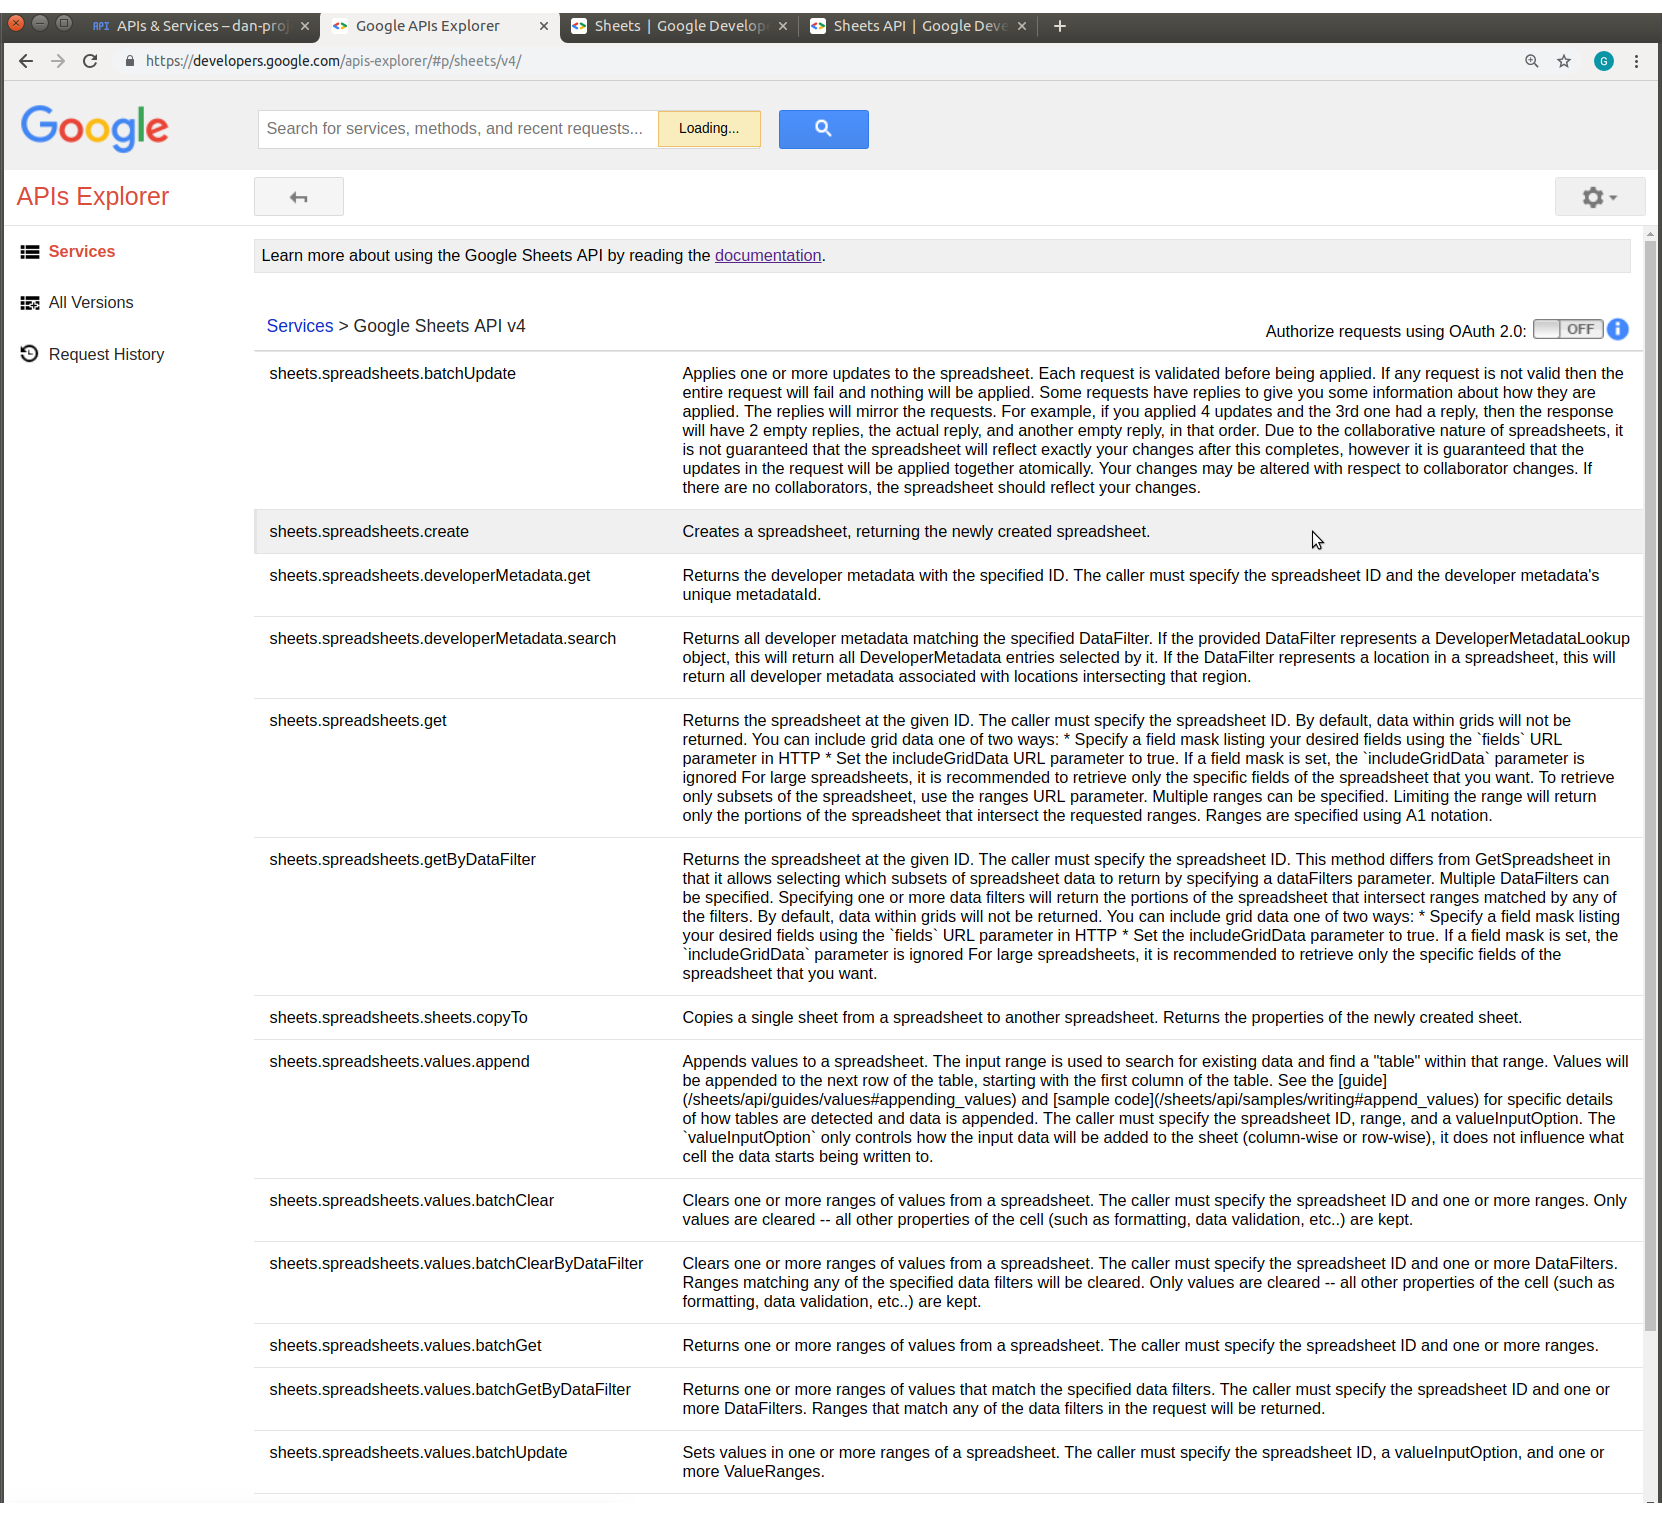 API APIs & Services – dan-proj
Google APIs Explorer
Sheets | Google Develop
Sheets API | Google Deve
https://developers.google.com/apis-explorer/#p/sheets/v4/
G
Google
Search for services, methods, and recent requests...
Loading...
APIs Explorer
Services
All Versions
Request History
Learn more about using the Google Sheets API by reading the documentation.
Services > Google Sheets API v4
Authorize requests using OAuth 2.0: OFF
sheets.spreadsheets.batchUpdate
Applies one or more updates to the spreadsheet. Each request is validated before being applied. If any request is not valid then the
entire request will fail and nothing will be applied. Some requests have replies to give you some information about how they are
applied. The replies will mirror the requests. For example, if you applied 4 updates and the 3rd one had a reply, then the response
will have 2 empty replies, the actual reply, and another empty reply, in that order. Due to the collaborative nature of spreadsheets, it
is not guaranteed that the spreadsheet will reflect exactly your changes after this completes, however it is guaranteed that the
updates in the request will be applied together atomically. Your changes may be altered with respect to collaborator changes. If
there are no collaborators, the spreadsheet should reflect your changes.
sheets.spreadsheets.create
Creates a spreadsheet, returning the newly created spreadsheet.
sheets.spreadsheets.developerMetadata.get
Returns the developer metadata with the specified ID. The caller must specify the spreadsheet ID and the developer metadata's
unique metadataId.
sheets.spreadsheets.developerMetadata.search
Returns all developer metadata matching the specified DataFilter. If the provided DataFilter represents a DeveloperMetadataLookup
object, this will return all DeveloperMetadata entries selected by it. If the DataFilter represents a location in a spreadsheet, this will
return all developer metadata associated with locations intersecting that region.
sheets.spreadsheets.get
Returns the spreadsheet at the given ID. The caller must specify the spreadsheet ID. By default, data within grids will not be
returned. You can include grid data one of two ways: * Specify a field mask listing your desired fields using the `fields` URL
parameter in HTTP * Set the includeGridData URL parameter to true. If a field mask is set, the `includeGridData` parameter is
ignored For large spreadsheets, it is recommended to retrieve only the specific fields of the spreadsheet that you want. To retrieve
only subsets of the spreadsheet, use the ranges URL parameter. Multiple ranges can be specified. Limiting the range will return
only the portions of the spreadsheet that intersect the requested ranges. Ranges are specified using A1 notation.
sheets.spreadsheets.getByDataFilter
Returns the spreadsheet at the given ID. The caller must specify the spreadsheet ID. This method differs from GetSpreadsheet in
that it allows selecting which subsets of spreadsheet data to return by specifying a dataFilters parameter. Multiple DataFilters can
be specified. Specifying one or more data filters will return the portions of the spreadsheet that intersect ranges matched by any of
the filters. By default, data within grids will not be returned. You can include grid data one of two ways: * Specify a field mask listing
your desired fields using the `fields` URL parameter in HTTP * Set the includeGridData parameter to true. If a field mask is set, the
`includeGridData` parameter is ignored For large spreadsheets, it is recommended to retrieve only the specific fields of the
spreadsheet that you want.
sheets.spreadsheets.sheets.copyTo
Copies a single sheet from a spreadsheet to another spreadsheet. Returns the properties of the newly created sheet.
sheets.spreadsheets.values.append
Appends values to a spreadsheet. The input range is used to search for existing data and find a "table" within that range. Values will
be appended to the next row of the table, starting with the first column of the table. See the [guide]
(/sheets/api/guides/values#appending_values) and [sample code](/sheets/api/samples/writing#append_values) for specific details
of how tables are detected and data is appended. The caller must specify the spreadsheet ID, range, and a valueInputOption. The
`valueInputOption` only controls how the input data will be added to the sheet (column-wise or row-wise), it does not influence what
cell the data starts being written to.
sheets.spreadsheets.values.batchClear
Clears one or more ranges of values from a spreadsheet. The caller must specify the spreadsheet ID and one or more ranges. Only
values are cleared -- all other properties of the cell (such as formatting, data validation, etc..) are kept.
sheets.spreadsheets.values.batchClearByDataFilter
Clears one or more ranges of values from a spreadsheet. The caller must specify the spreadsheet ID and one or more DataFilters.
Ranges matching any of the specified data filters will be cleared. Only values are cleared -- all other properties of the cell (such as
formatting, data validation, etc..) are kept.
sheets.spreadsheets.values.batchGet
Returns one or more ranges of values from a spreadsheet. The caller must specify the spreadsheet ID and one or more ranges.
sheets.spreadsheets.values.batchGetByDataFilter
Returns one or more ranges of values that match the specified data filters. The caller must specify the spreadsheet ID and one or
more DataFilters. Ranges that match any of the data filters in the request will be returned.
sheets.spreadsheets.values.batchUpdate
Sets values in one or more ranges of a spreadsheet. The caller must specify the spreadsheet ID, a valueInputOption, and one or
more ValueRanges.